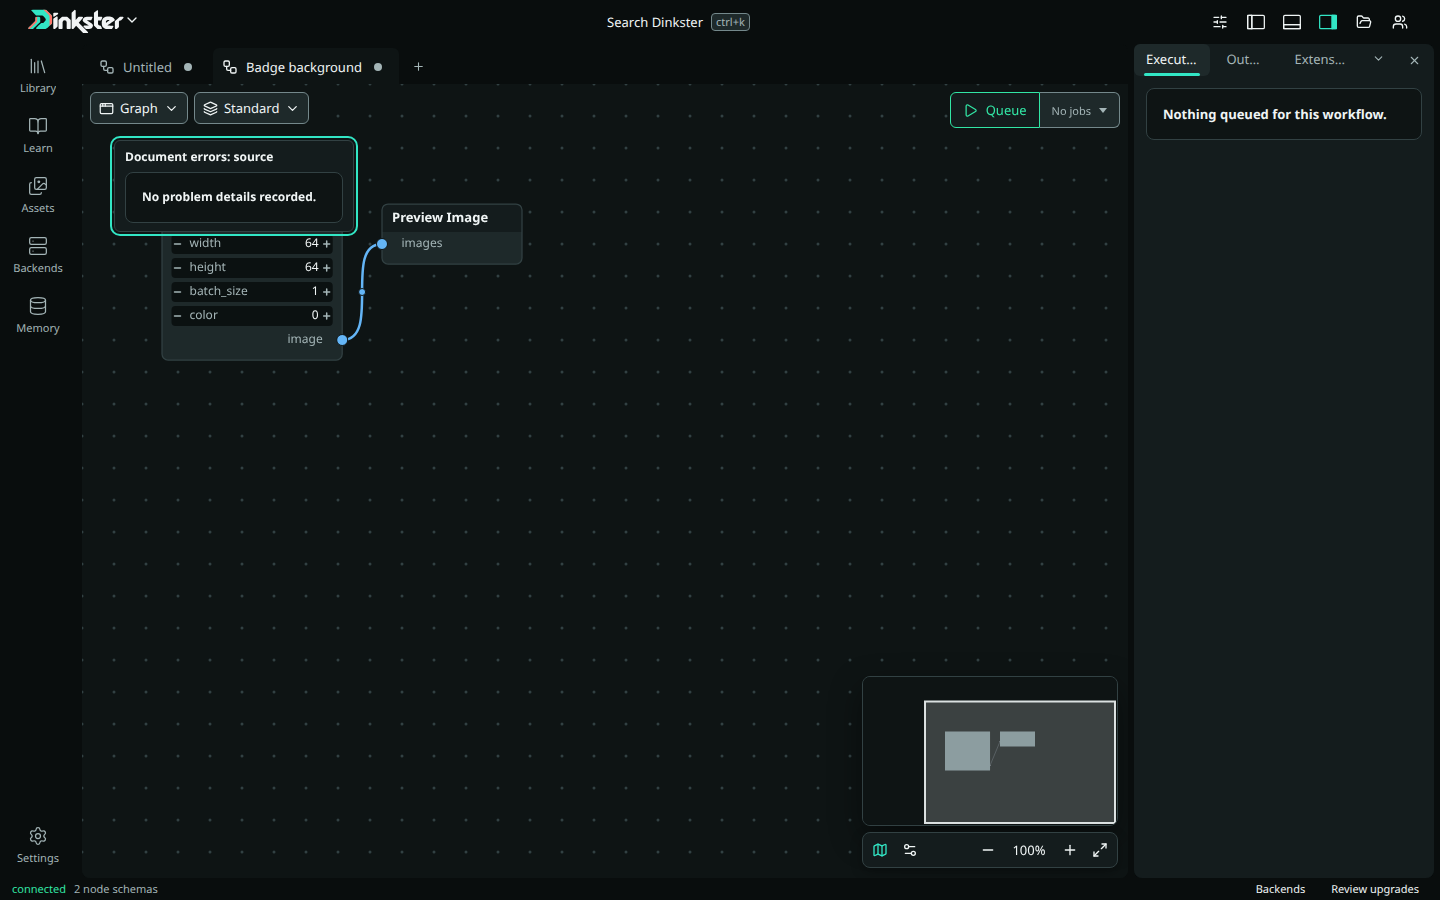 Dinkster
Search Dinkster ctrl+k
Library
Learn
Assets
Backends
Memory
Settings
Untitled
Badge background
Graph
Standard
Queue
No jobs
Document errors: source
No problem details recorded.
width 64
height 64
batch_size 1
color 0
image
Preview Image
images
100%
Execut...
Out...
Extens...
Nothing queued for this workflow.
connected 2 node schemas
Backends
Review upgrades